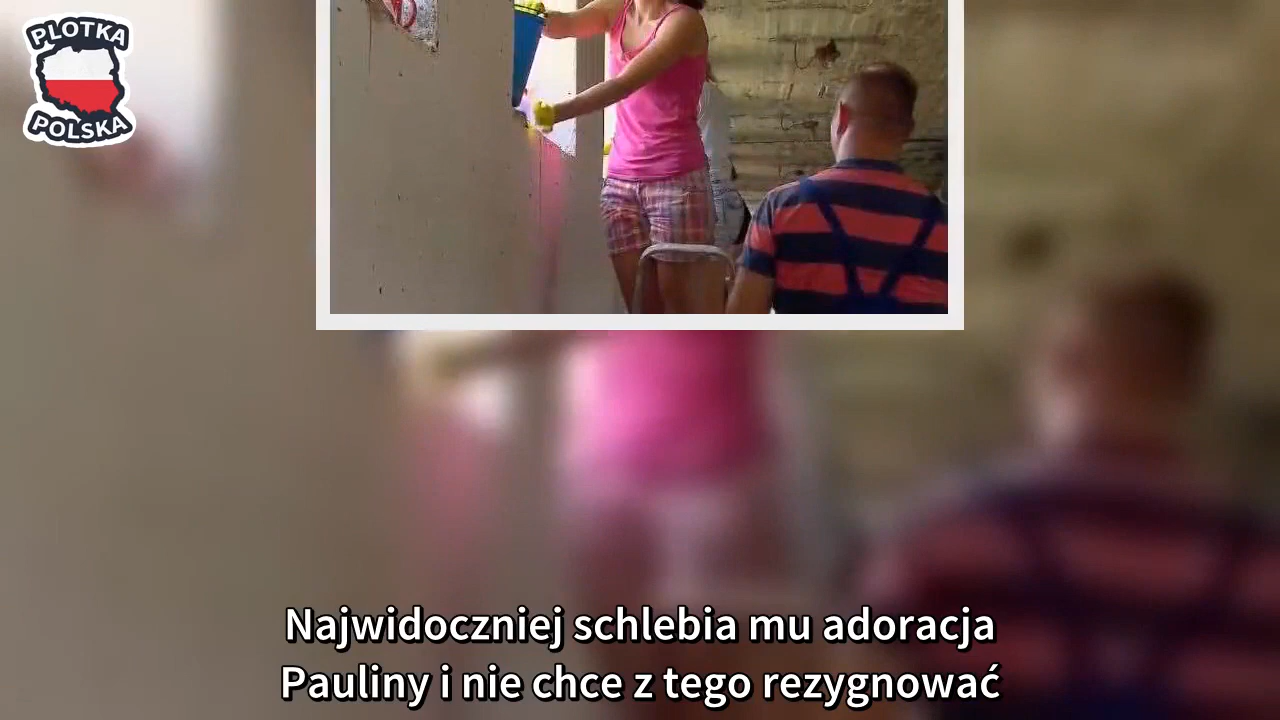 PLOTKA
POLSKA
Najwidoczniej schlebia mu adoracja
Pauliny i nie chce z tego rezygnować